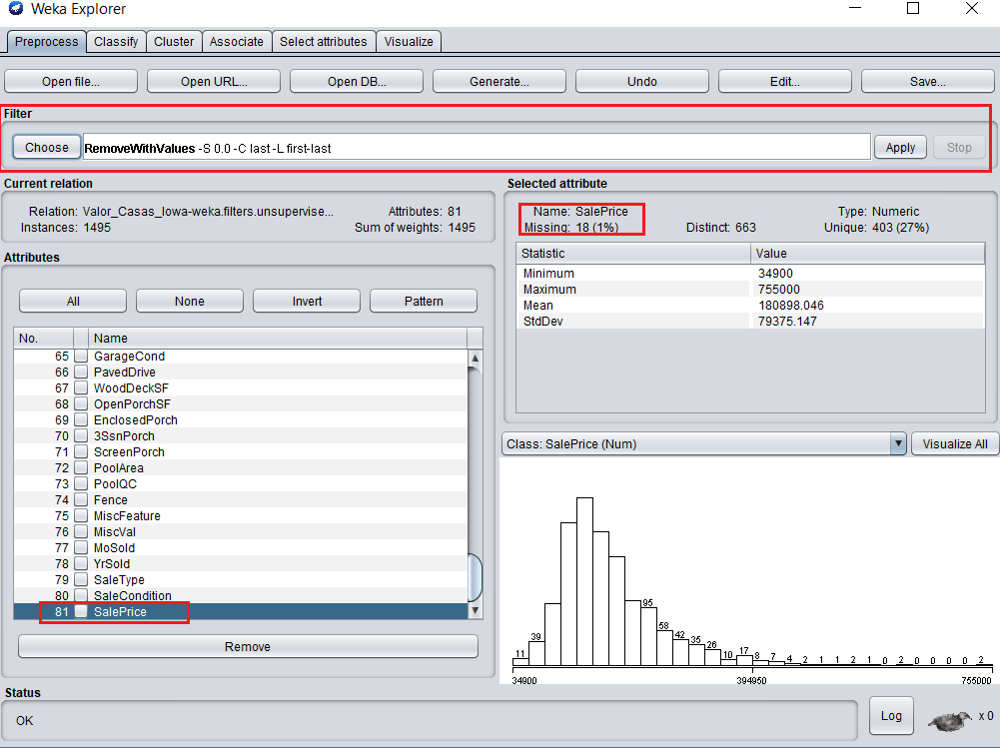 Weka Explorer
Preprocess Classify Cluster Associate Select attributes Visualize
Open file... Open URL... Open DB... Generate... Undo Edit... Save...
Filter
Choose RemoveWithValues -S 0.0 -C last -L first-last Apply Stop
Current relation
Relation: Valor_Casas_Iowa-weka.filters.unsupervise... Attributes: 81
Instances: 1495 Sum of weights: 1495
Attributes
All None Invert Pattern
No. Name
65 GarageCond
66 PavedDrive
67 WoodDeckSF
68 OpenPorchSF
69 EnclosedPorch
70 3SsnPorch
71 ScreenPorch
72 PoolArea
73 PoolQC
74 Fence
75 MiscFeature
76 MiscVal
77 MoSold
78 YrSold
79 SaleType
80 SaleCondition
81 SalePrice
Remove
Selected attribute
Name: SalePrice Type: Numeric
Missing: 18 (1%) Distinct: 663 Unique: 403 (27%)
Statistic Value
Minimum 34900
Maximum 755000
Mean 180898.046
StdDev 79375.147
Class: SalePrice (Num) Visualize All
11 39 95 58 42 35 26 10 17 8 7 4 2 1 1 2 1 0 2 0 0 0 0 2
34900 394950 755000
Status
OK Log x 0